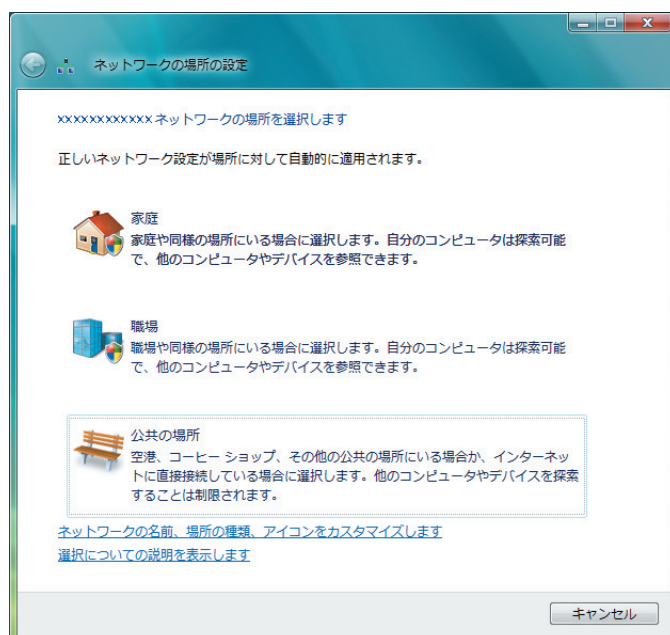 ネットワークの場所の設定
xxxxxxxxxxxx ネットワークの場所を選択します
正しいネットワーク設定が場所に対して自動的に適用されます。
家庭
家庭や同様の場所にいる場合に選択します。自分のコンピュータは探索可能
で、他のコンピュータやデバイスを参照できます。
職場
職場や同様の場所にいる場合に選択します。自分のコンピュータは探索可能
で、他のコンピュータやデバイスを参照できます。
公共の場所
空港、コーヒー ショップ、その他の公共の場所にいる場合か、インターネッ
トに直接接続している場合に選択します。他のコンピュータやデバイスを探索
することは制限されます。
ネットワークの名前、場所の種類、アイコンをカスタマイズします
選択についての説明を表示します
キャンセル